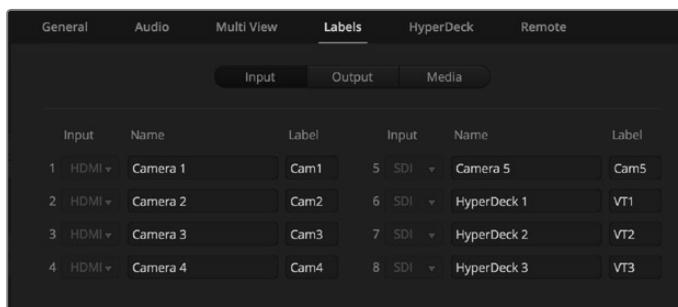 General Audio Multi View Labels HyperDeck Remote
Input Output Media
Input Name Label Input Name Label
1 HDMI Camera 1 Cam1 5 SDI Camera 5 Cam5
2 HDMI Camera 2 Cam2 6 SDI HyperDeck 1 VT1
3 HDMI Camera 3 Cam3 7 SDI HyperDeck 2 VT2
4 HDMI Camera 4 Cam4 8 SDI HyperDeck 3 VT3